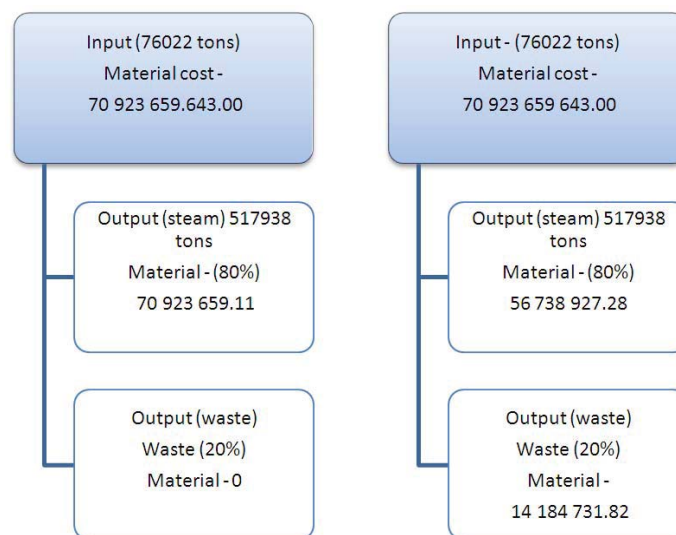 Input (76022 tons)
Material cost -
70 923 659.643.00
Output (steam) 517938
tons
Material - (80%)
70 923 659.11
Output (waste)
Waste (20%)
Material - 0
Input - (76022 tons)
Material cost -
70 923 659 643.00
Output (steam) 517938
tons
Material - (80%)
56 738 927.28
Output (waste)
Waste (20%)
Material -
14 184 731.82